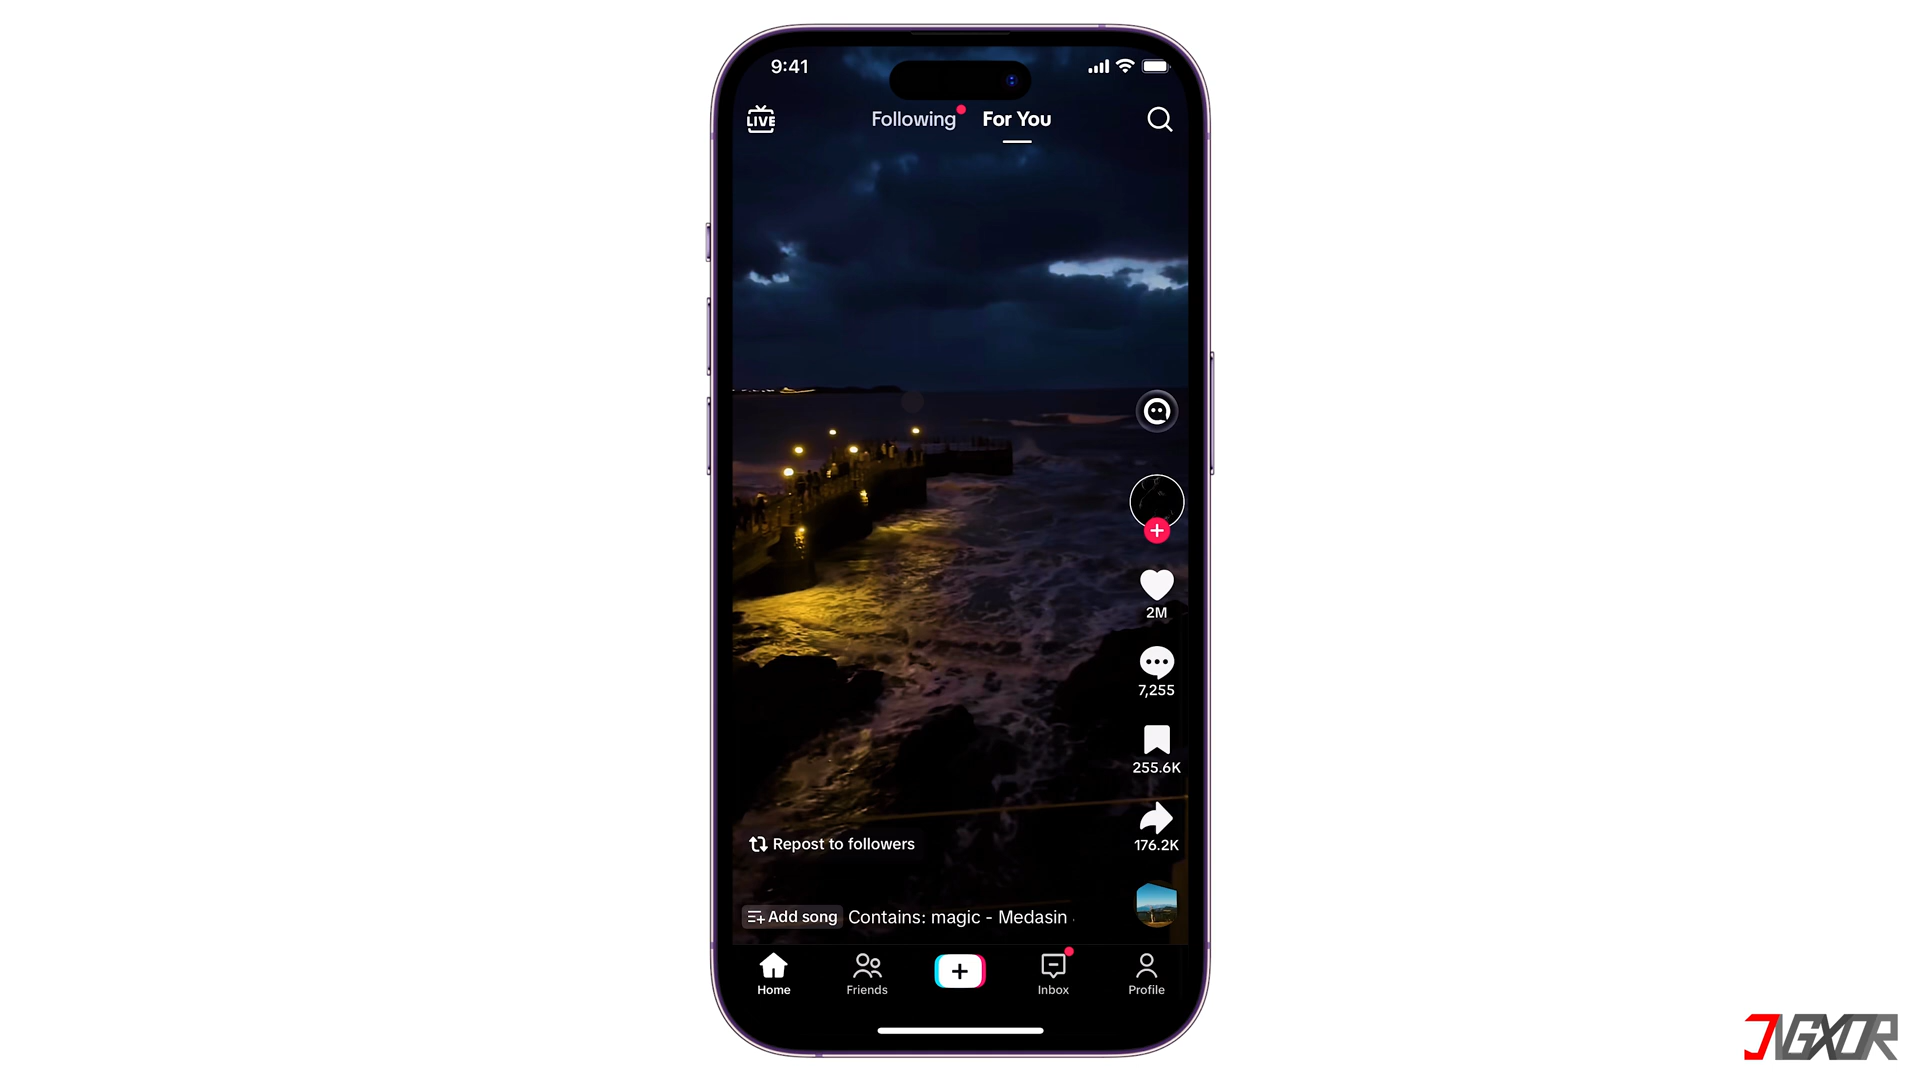 9:41
LIVE
Following
For You
2M
7,255
255.6K
176.2K
Repost to followers
Add song
Contains: magic - Medasin
Home
Friends
Inbox
Profile
JVGXOR